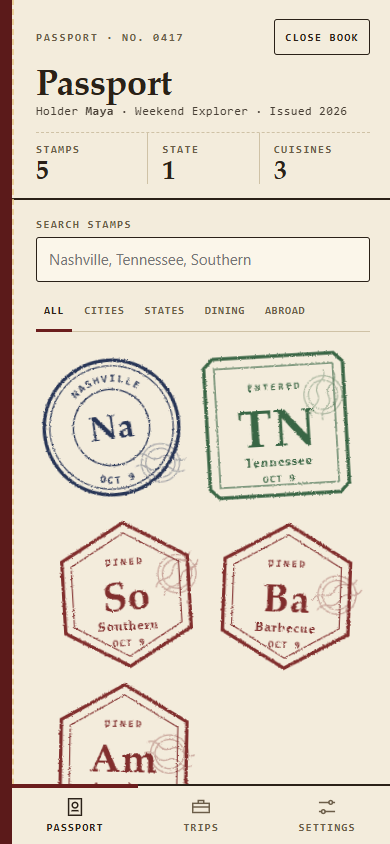 PASSPORT · NO. 0417
CLOSE BOOK
Passport
Holder Maya · Weekend Explorer · Issued 2026
STAMPS
5
STATE
1
CUISINES
3
SEARCH STAMPS
Nashville, Tennessee, Southern
ALL CITIES STATES DINING ABROAD
NASHVILLE
Na
OCT 9
ENTERED
TN
Tennessee
OCT 9
DINED
So
Southern
OCT 9
DINED
Ba
Barbecue
OCT 9
DINED
Am
PASSPORT TRIPS SETTINGS